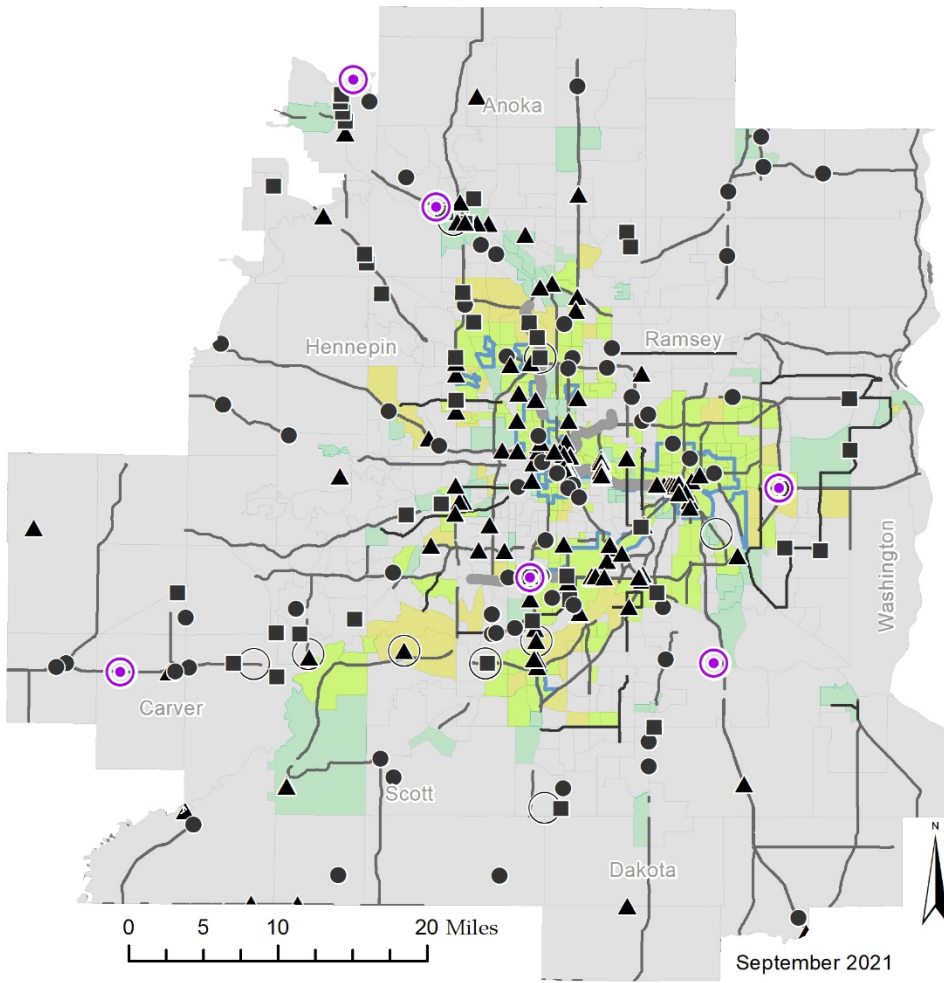 Anoka
Hennepin
Ramsey
Washington
Carver
Scott
Dakota
N
0 5 10 20 Miles
September 2021